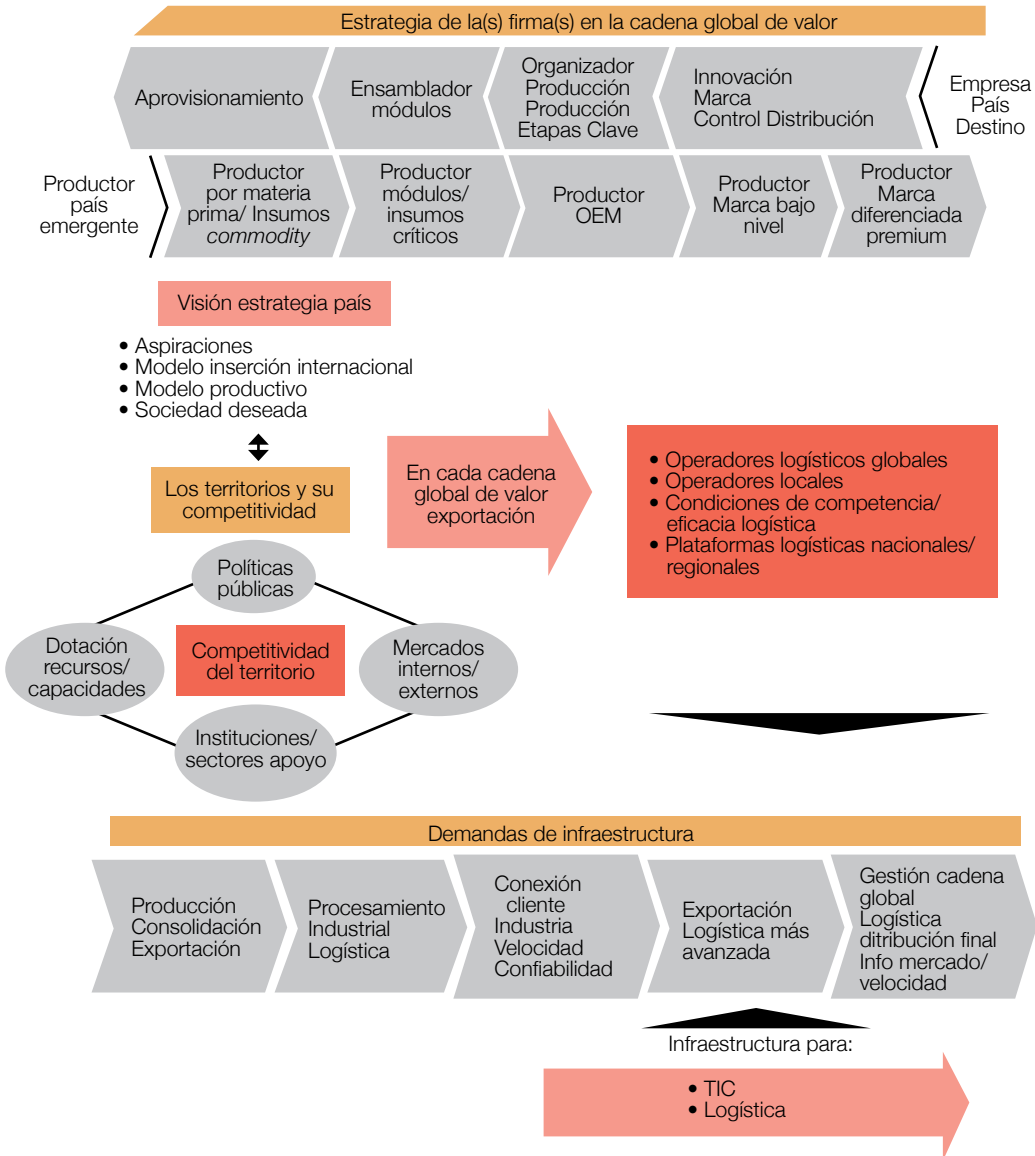 Estrategia de la(s) firma(s) en la cadena global de valor
Aprovisionamiento
Ensamblador
módulos
Organizador
Producción
Producción
Etapas Clave
Innovación
Marca
Control Distribución
Empresa
País
Destino
Productor
país
emergente
Productor
por materia
prima/ Insumos
commodity
Productor
módulos/
insumos
críticos
Productor
OEM
Productor
Marca bajo
nivel
Productor
Marca
diferenciada
premium
Visión estrategia país
• Aspiraciones
• Modelo inserción internacional
• Modelo productivo
• Sociedad deseada
Los territorios y su
competitividad
En cada cadena
global de valor
exportación
• Operadores logísticos globales
• Operadores locales
• Condiciones de competencia/
eficacia logística
• Plataformas logísticas nacionales/
regionales
Políticas
públicas
Dotación
recursos/
capacidades
Competitividad
del territorio
Mercados
internos/
externos
Instituciones/
sectores apoyo
Demandas de infraestructura
Producción
Consolidación
Exportación
Procesamiento
Industrial
Logística
Conexión
cliente
Industria
Velocidad
Confiabilidad
Exportación
Logística más
avanzada
Gestión cadena
global
Logística
ditribución final
Info mercado/
velocidad
Infraestructura para:
• TIC
• Logística